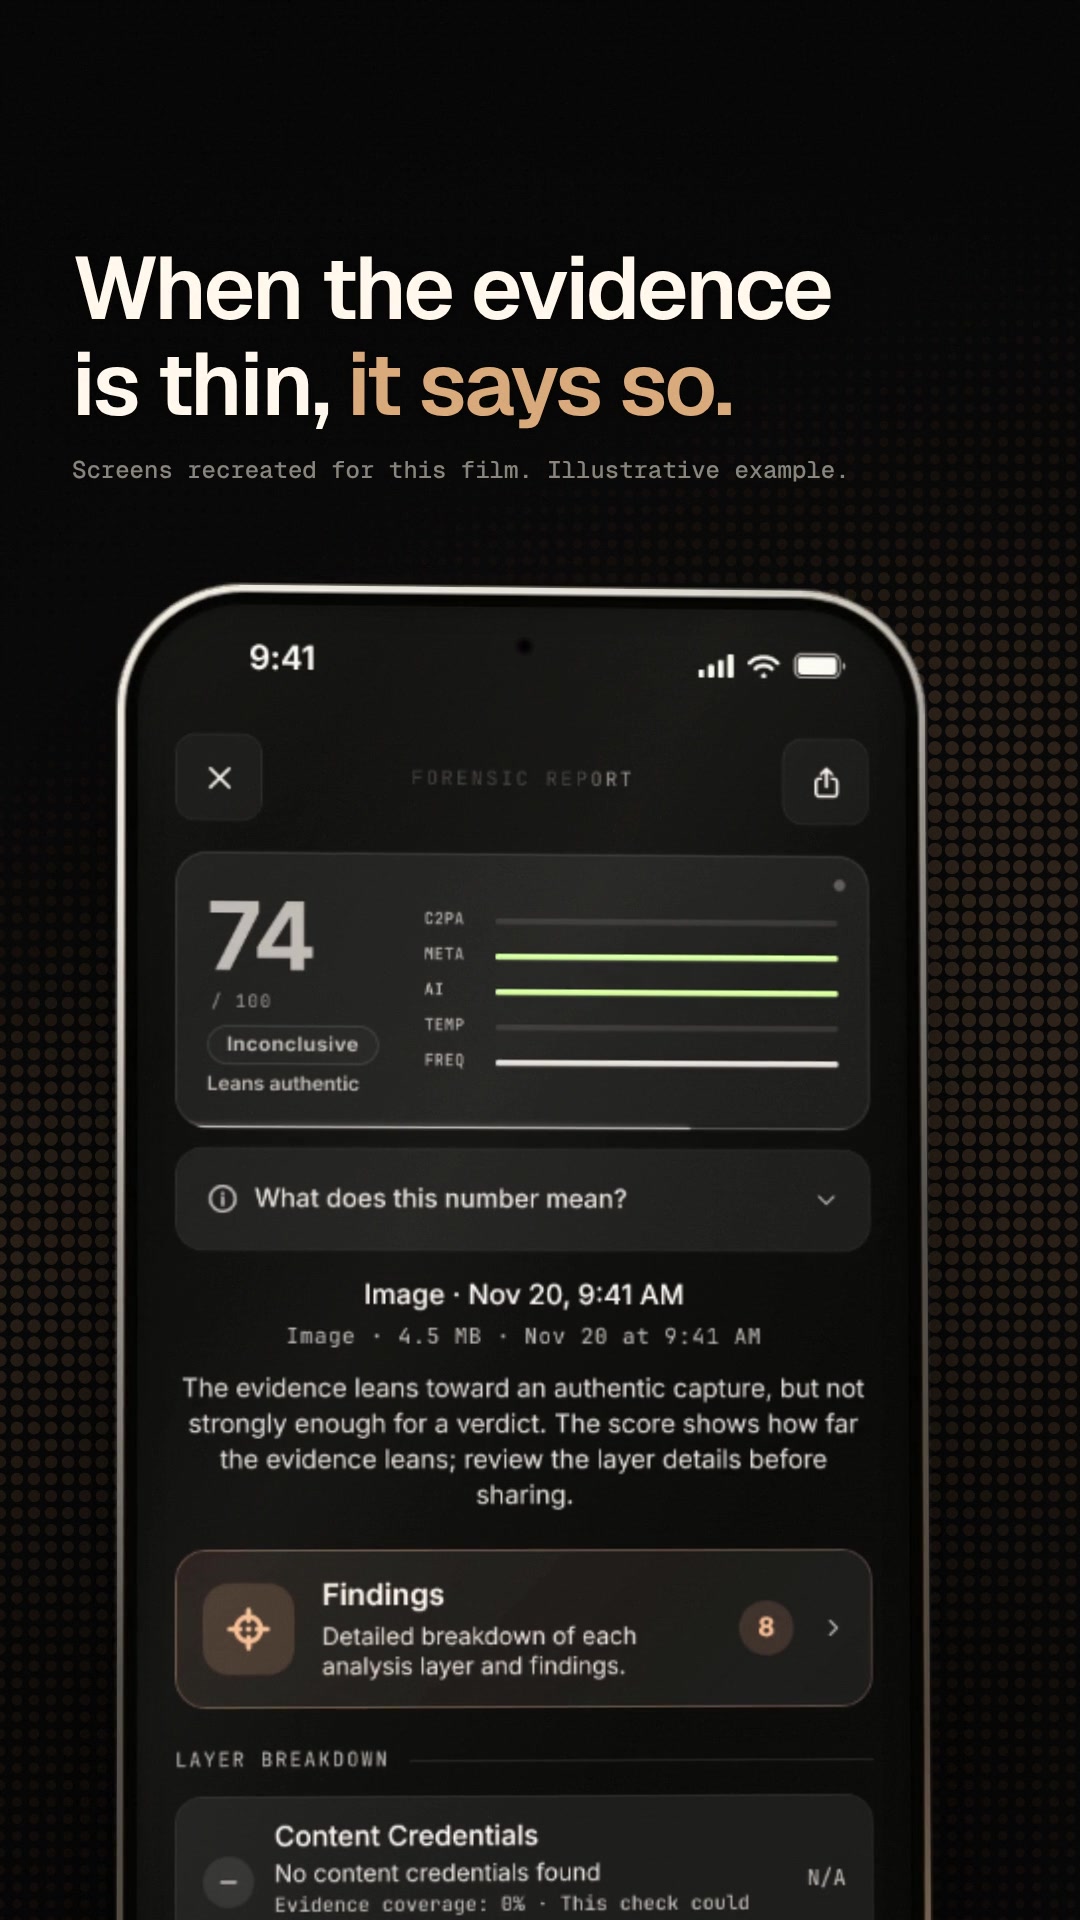 When the evidence
is thin, it says so.
Screens recreated for this film. Illustrative example.
9:41
FORENSIC REPORT
74
/ 100
Inconclusive
Leans authentic
C2PA
META
AI
TEMP
FREQ
What does this number mean?
Image · Nov 20, 9:41 AM
Image · 4.5 MB · Nov 20 at 9:41 AM
The evidence leans toward an authentic capture, but not
strongly enough for a verdict. The score shows how far
the evidence leans; review the layer details before
sharing.
Findings
Detailed breakdown of each
analysis layer and findings.
8
LAYER BREAKDOWN
Content Credentials
No content credentials found
N/A
Evidence coverage: 0% · This check could